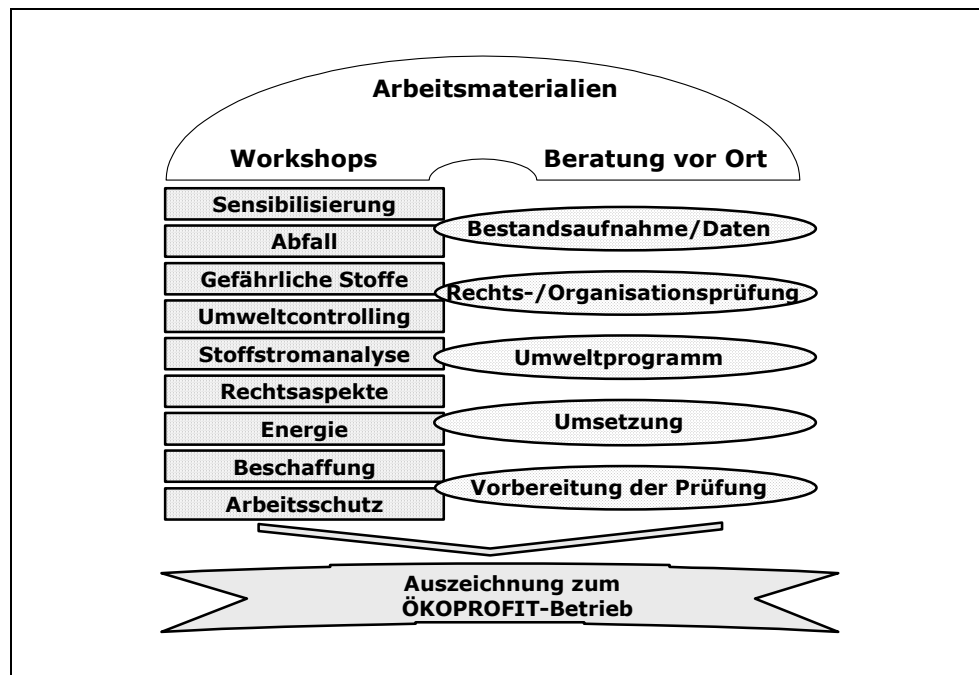 Arbeitsmaterialien
Workshops
Beratung vor Ort
Sensibilisierung
Abfall
Gefährliche Stoffe
Umweltcontrolling
Stoffstromanalyse
Rechtsaspekte
Energie
Beschaffung
Arbeitsschutz
Bestandsaufnahme/Daten
Rechts-/Organisationsprüfung
Umweltprogramm
Umsetzung
Vorbereitung der Prüfung
Auszeichnung zum
ÖKOPROFIT-Betrieb